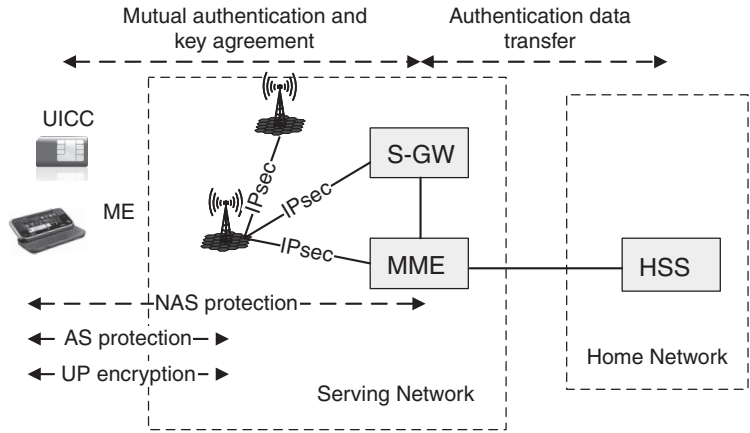 Mutual authentication and
key agreement
Authentication data
transfer
UICC
ME
IPsec
IPsec
IPsec
S-GW
MME
HSS
NAS protection
AS protection
UP encryption
Serving Network
Home Network